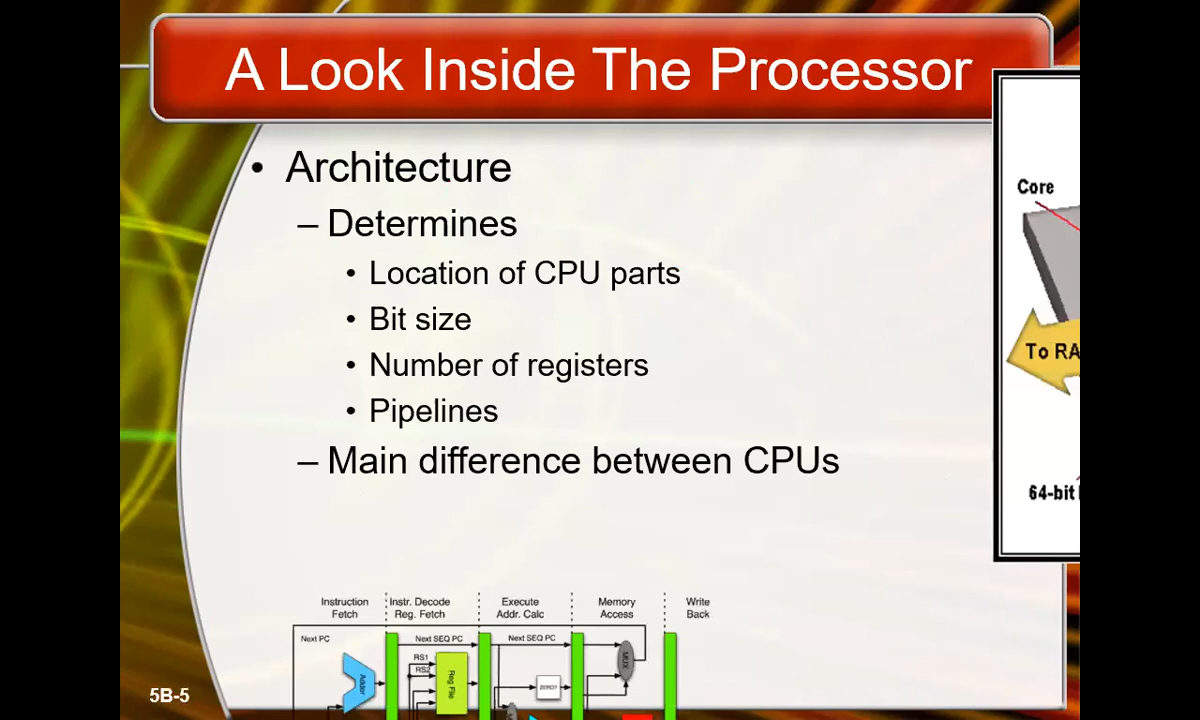 A Look Inside The Processor
• Architecture
– Determines
• Location of CPU parts
• Bit size
• Number of registers
• Pipelines
– Main difference between CPUs
Core
To RA
64-bit
Instruction
Fetch
Instr. Decode
Reg. Fetch
Execute
Addr. Calc
Memory
Access
Write
Back
Next PC
Next SEQ PC
Next SEQ PC
RS1
RS2
Adder
Reg File
ZERO?
MUX
5B-5